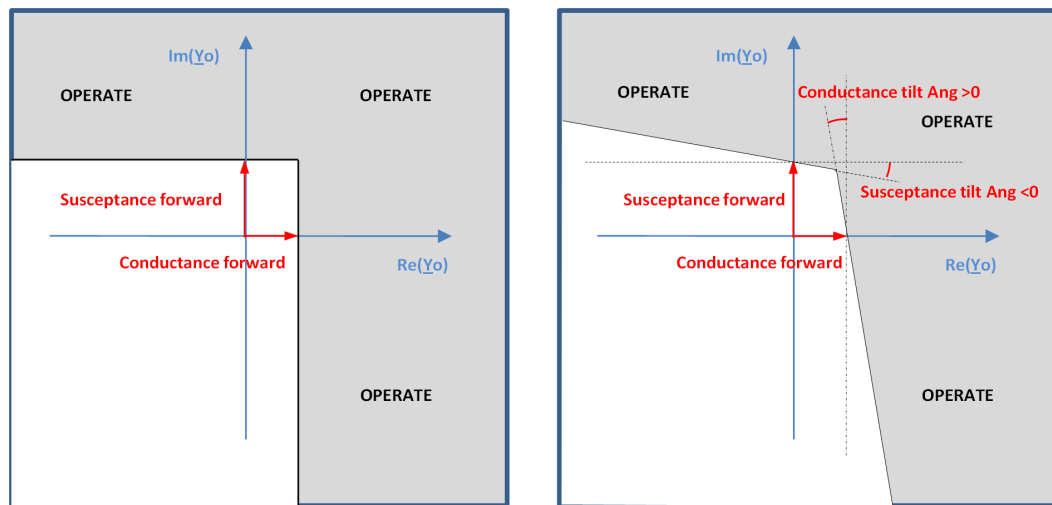 Im(Yo)
OPERATE
OPERATE
Susceptance forward
Conductance forward
Re(Yo)
OPERATE
Im(Yo)
OPERATE
Conductance tilt Ang >0
OPERATE
Susceptance tilt Ang <0
Susceptance forward
Conductance forward
Re(Yo)
OPERATE